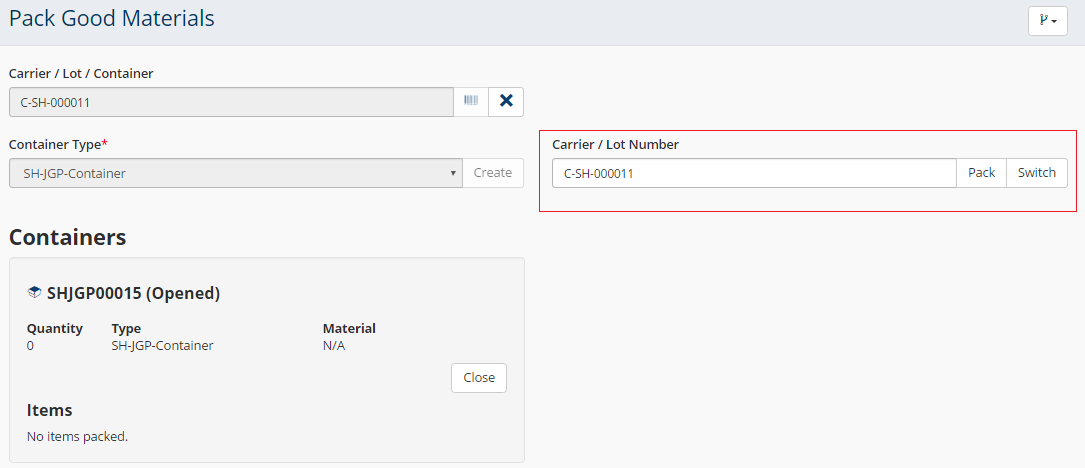 Pack Good Materials
Carrier / Lot / Container
C-SH-000011
Container Type*
SH-JGP-Container
Create
Carrier / Lot Number
C-SH-000011
Pack
Switch
Containers
SHJGP00015 (Opened)
Quantity Type Material
0 SH-JGP-Container N/A
Close
Items
No items packed.